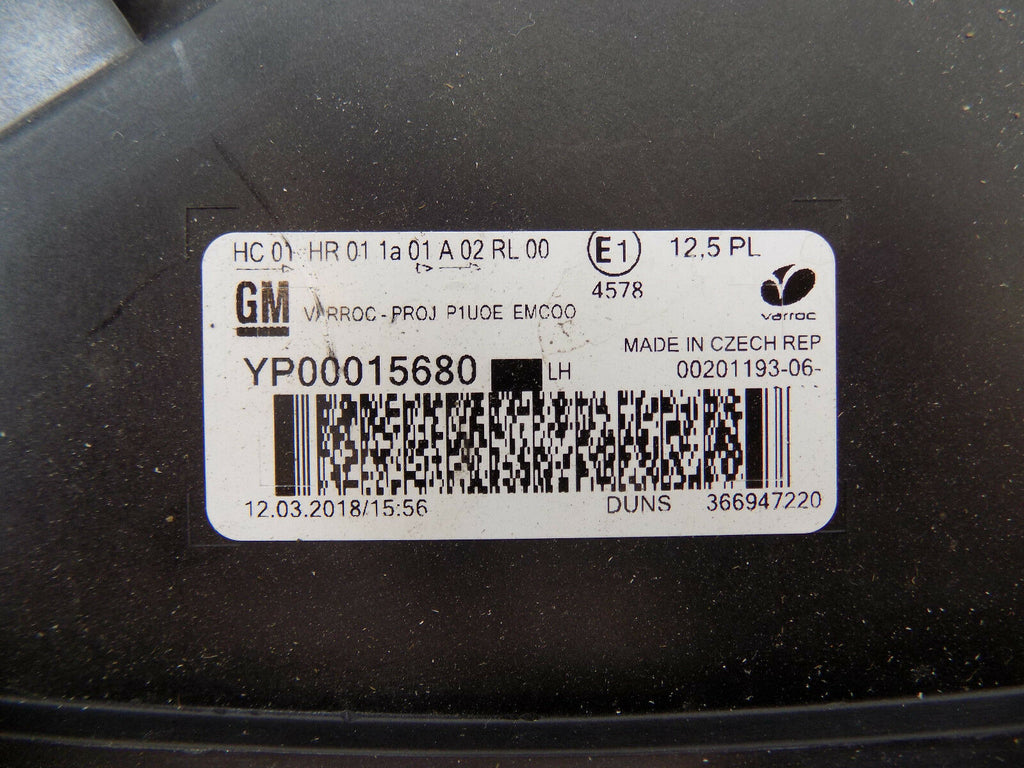 HC 01 HR 01 1a 01 A 02 RL 00 E1 12,5 PL
4578
GM VARROC - PROJ P1UOE EMCOO
varroc
MADE IN CZECH REP
YP00015680 LH 00201193-06-
12.03.2018/15:56 DUNS 366947220